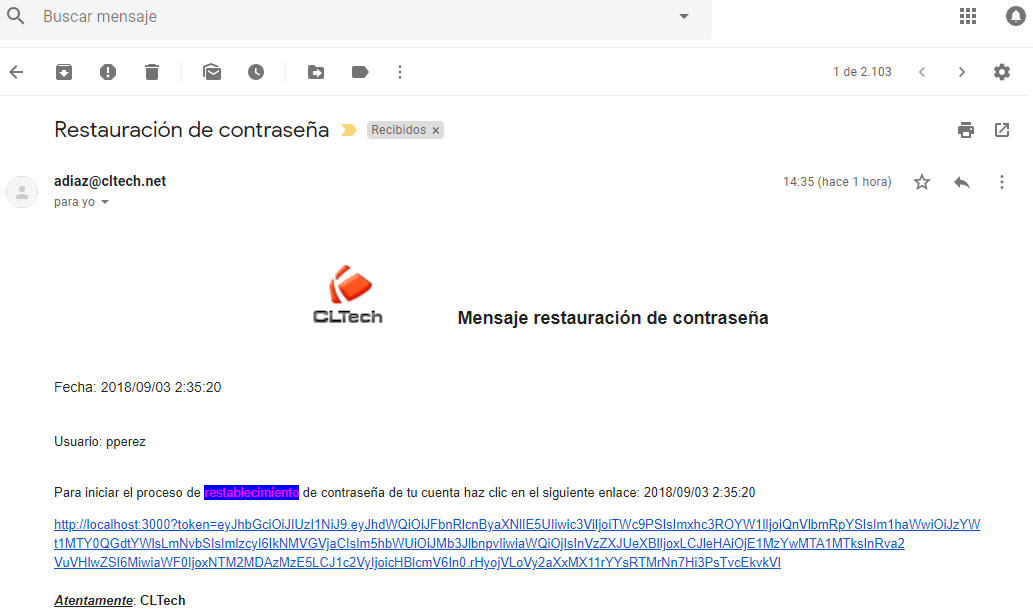 Buscar mensaje
1 de 2.103
Restauración de contraseña
Recibidos ×
adiaz@cltech.net
14:35 (hace 1 hora)
para yo
CLTech
Mensaje restauración de contraseña
Fecha: 2018/09/03 2:35:20
Usuario: pperez
Para iniciar el proceso de restablecimiento de contraseña de tu cuenta haz clic en el siguiente enlace: 2018/09/03 2:35:20
http://localhost:3000?token=eyJhbGciOiJIUzI1NiJ9.eyJhdWQiOiJFbnRlcnByaXNlIE5Uliwic3ViIjoiTWc9PSIsImxhc3ROYW1lIjoiQnVlbmRpYSIsIm1haWwiOiJzYW
t1MTY0QGdtYWlsLmNvbSIsImlzcyI6IkNMVGVjaCIsIm5hbWUiOiJMb3JlbnpvIiwiaWQiOjIsInVzZXJUeXBlIjoxLCJleHAiOjE1MzYwMTA1MTksInRva2
VuVHlwZSI6MiwiaWF0IjoxNTM2MDAzMzE5LCJ1c2VyIjoicHBlcmV6In0.rHyojVLoVy2aXxMX11rYYsRTMrNn7Hi3PsTvcEkvkVI
Atentamente: CLTech